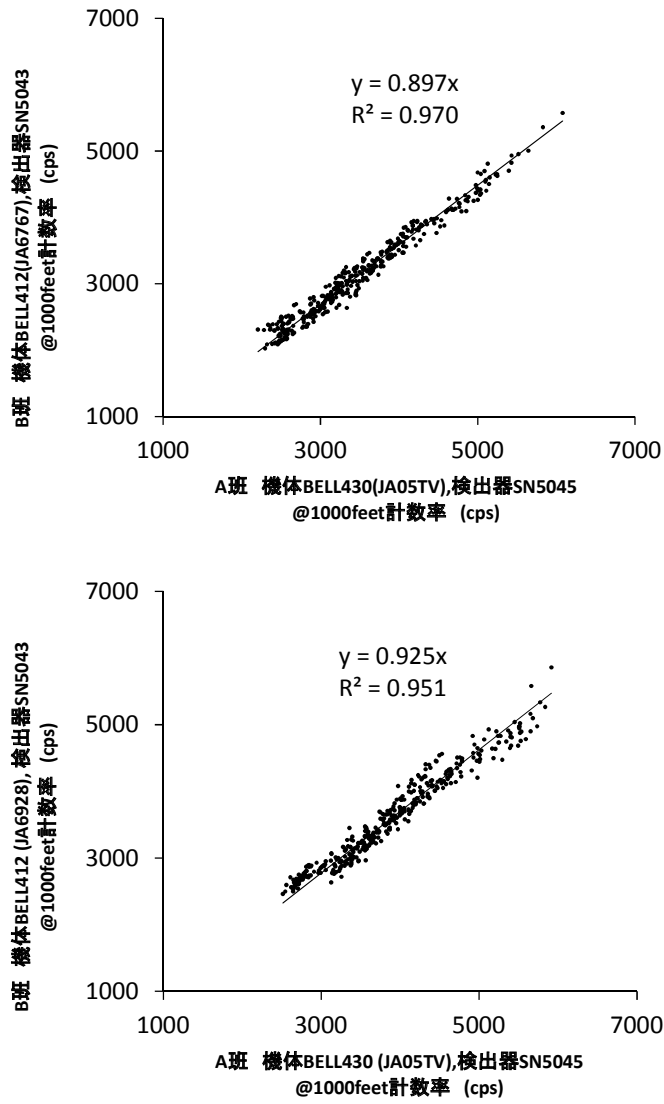 7000
5000
3000
1000
y = 0.897x
R² = 0.970
B班 機体BELL412(JA6767),検出器SN5043
@1000feet計数率 (cps)
1000 3000 5000 7000
A班 機体BELL430(JA05TV),検出器SN5045
@1000feet計数率 (cps)
7000
5000
3000
1000
y = 0.925x
R² = 0.951
B班 機体BELL412 (JA6928), 検出器SN5043
@1000feet計数率 (cps)
1000 3000 5000 7000
A班 機体BELL430 (JA05TV),検出器SN5045
@1000feet計数率 (cps)